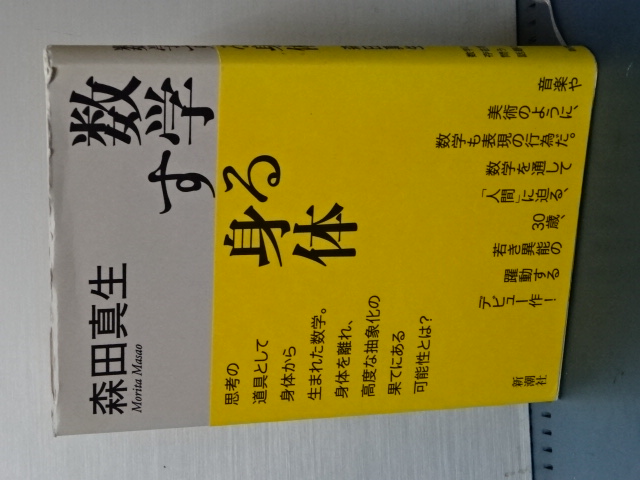 数学する身体
森田真生
Morita Masao
思考の
道具として
身体から
生まれた数学。
身体を離れ、
高度な抽象化の
果てにある
可能性とは?
音楽や
美術のように、
数学も表現の行為だ。
数学を通して
「人間」に迫る、
30歳、
若き異能の
躍動する
デビュー作!
新潮社